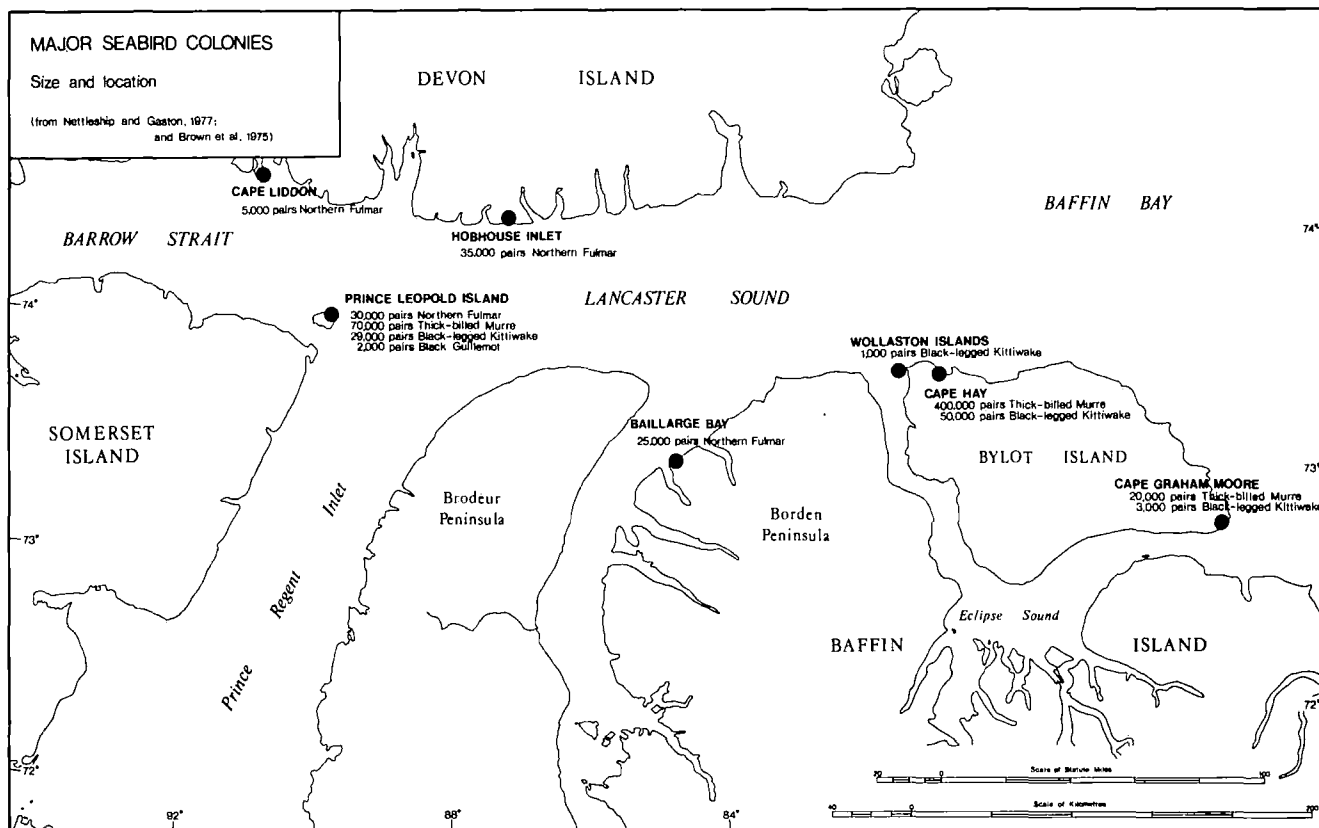 MAJOR SEABIRD COLONIES
Size and location
(from Nettleship and Gaston, 1977;
and Brown et al, 1975)
DEVON ISLAND
CAPE LIDDON
5,000 pairs Northern Fulmar
HOBHOUSE INLET
35,000 pairs Northern Fulmar
BARROW STRAIT
BAFFIN BAY
74°
74°
PRINCE LEOPOLD ISLAND
30,000 pairs Northern Fulmar
70,000 pairs Thick-billed Murre
29,000 pairs Black-legged Kittiwake
2,000 pairs Black Guillemot
LANCASTER SOUND
WOLLASTON ISLANDS
1,000 pairs Black-legged Kittiwake
CAPE HAY
400,000 pairs Thick-billed Murre
50,000 pairs Black-legged Kittiwake
SOMERSET
ISLAND
BAILLARGE BAY
25,000 pairs Northern Fulmar
BYLOT ISLAND
73°
CAPE GRAHAM MOORE
20,000 pairs Thick-billed Murre
3,000 pairs Black-legged Kittiwake
Brodeur
Peninsula
Borden
Peninsula
73°
Prince Regent Inlet
Eclipse Sound
BAFFIN ISLAND
72°
72°
Scale of Statute Miles
20 0 100
Scale of Kilometres
40 0 200
92° 88° 84°